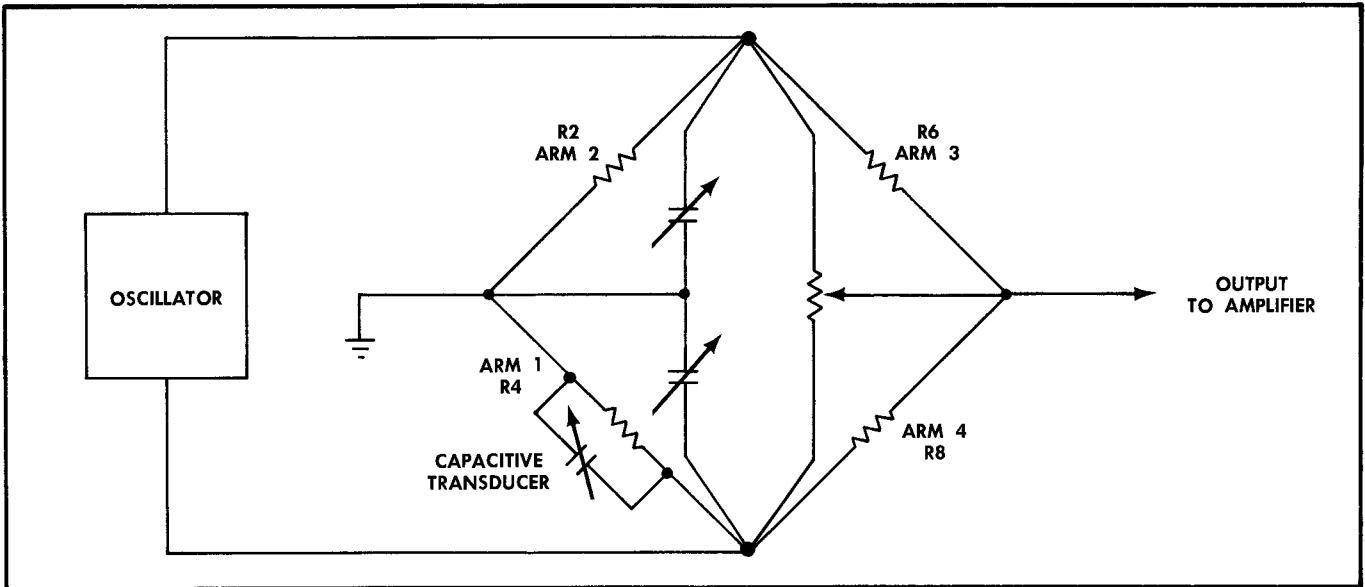 R2
ARM 2
R6
ARM 3
OSCILLATOR
OUTPUT
TO AMPLIFIER
ARM 1
R4
CAPACITIVE
TRANSDUCER
ARM 4
R8